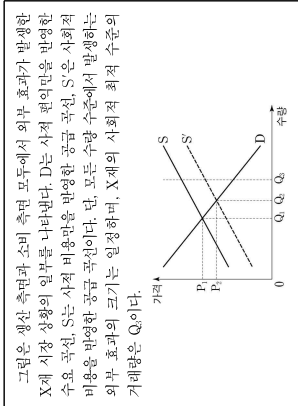 그림은 생산 측면과 소비 측면 모두에서 외부 효과가 발생한
X재 시장 상황의 일부를 나타낸다. D는 사적 편익만을 반영한
수요 곡선, S는 사적 비용만을 반영한 공급 곡선, S′은 사회적
비용을 반영한 공급 곡선이다. 단, 모든 수량 수준에서 발생하는
외부 효과의 크기는 일정하며, X재의 사회적 최적 수준의
거래량은 Q₃이다.
가격
S
S′
P₁
P₂
D
0
Q₁
Q₂
Q₃
수량